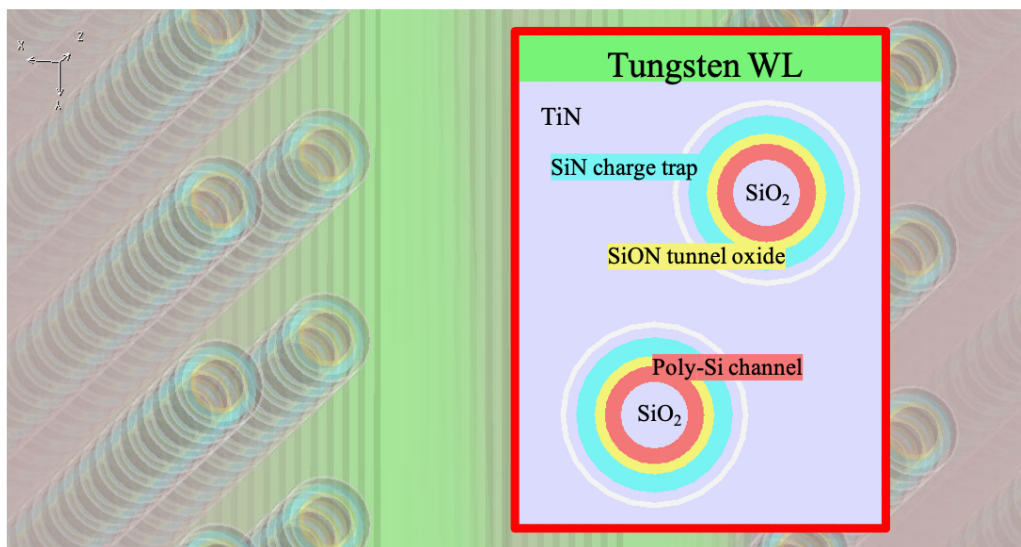 X
Z
Tungsten WL
TiN
SiN charge trap
SiO₂
SiON tunnel oxide
Poly-Si channel
SiO₂